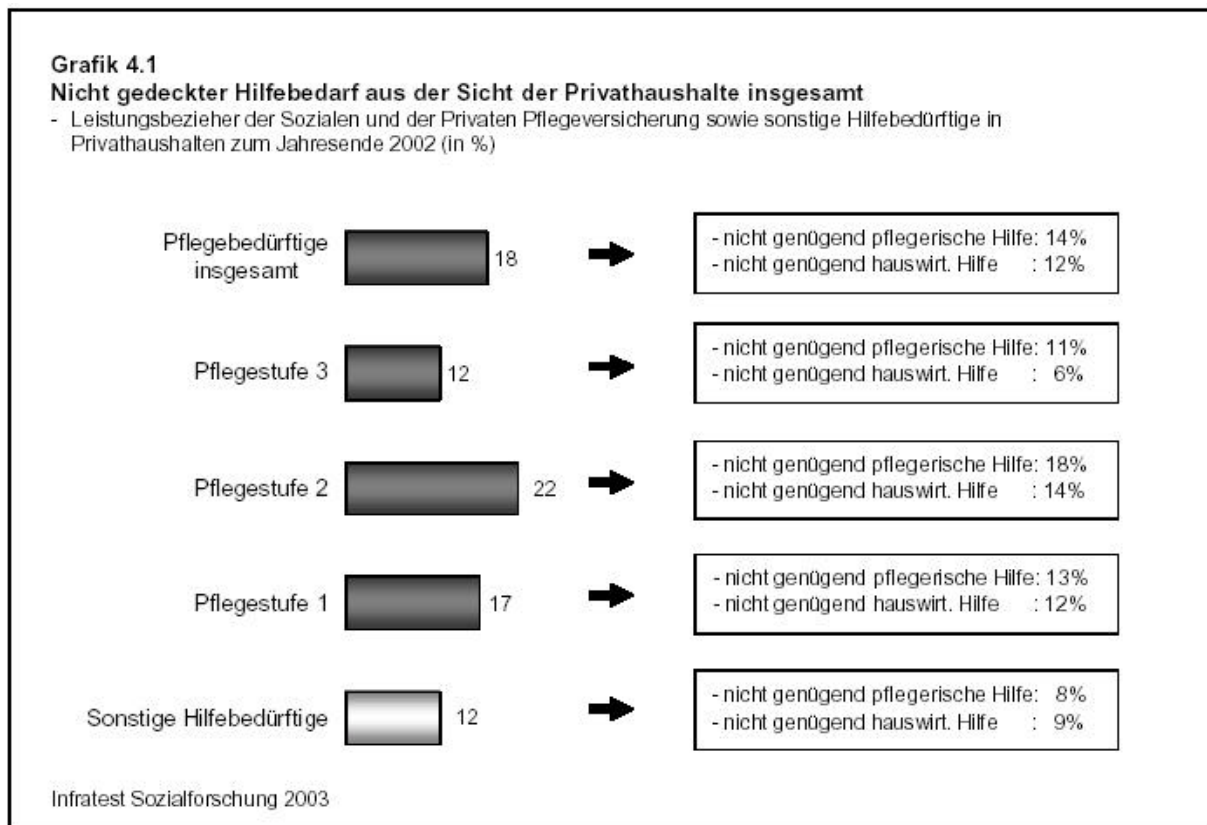 Grafik 4.1
Nicht gedeckter Hilfebedarf aus der Sicht der Privathaushalte insgesamt
- Leistungsbezieher der Sozialen und der Privaten Pflegeversicherung sowie sonstige Hilfebedürftige in
Privathaushalten zum Jahresende 2002 (in %)
Pflegebedürftige
insgesamt
18
- nicht genügend pflegerische Hilfe: 14%
- nicht genügend hauswirt. Hilfe : 12%
Pflegestufe 3
12
- nicht genügend pflegerische Hilfe: 11%
- nicht genügend hauswirt. Hilfe : 6%
Pflegestufe 2
22
- nicht genügend pflegerische Hilfe: 18%
- nicht genügend hauswirt. Hilfe : 14%
Pflegestufe 1
17
- nicht genügend pflegerische Hilfe: 13%
- nicht genügend hauswirt. Hilfe : 12%
Sonstige Hilfebedürftige
12
- nicht genügend pflegerische Hilfe: 8%
- nicht genügend hauswirt. Hilfe : 9%
Infratest Sozialforschung 2003